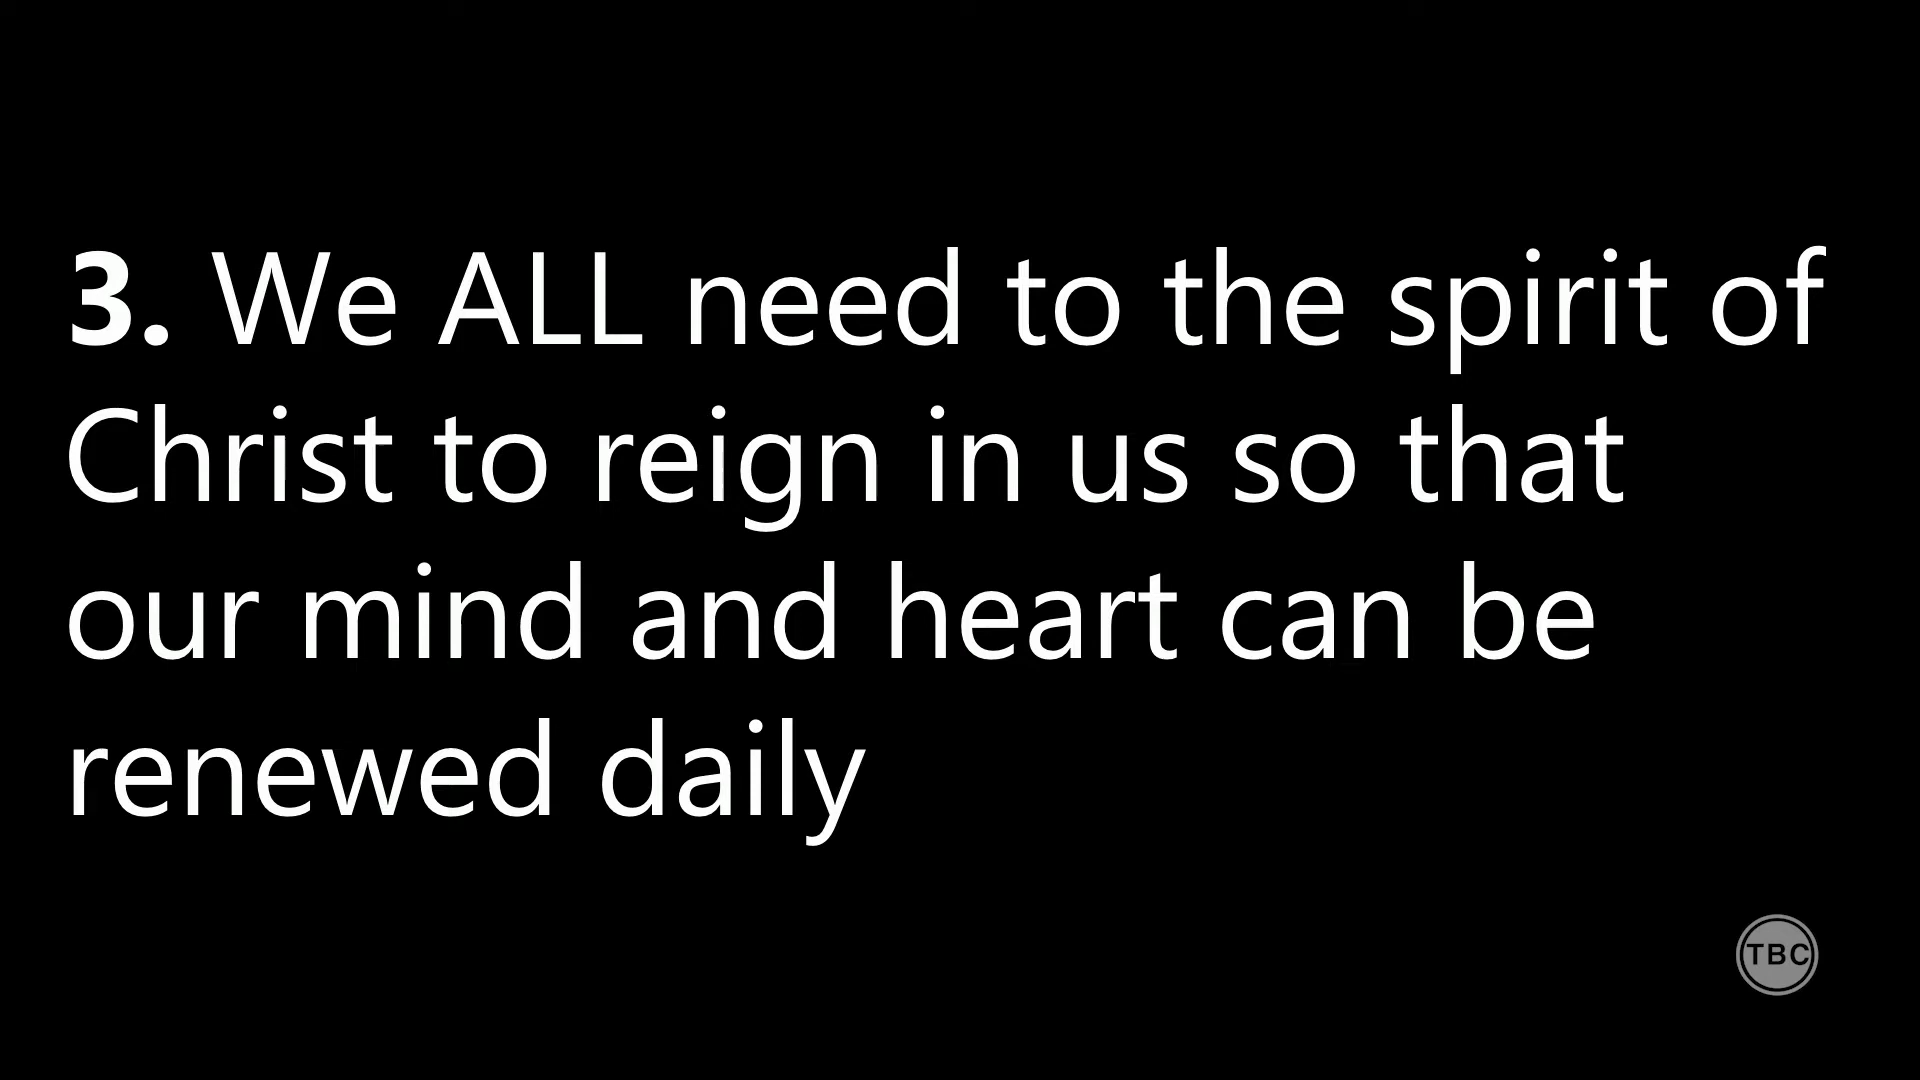 3. We ALL need to the spirit of
Christ to reign in us so that
our mind and heart can be
renewed daily
TBC